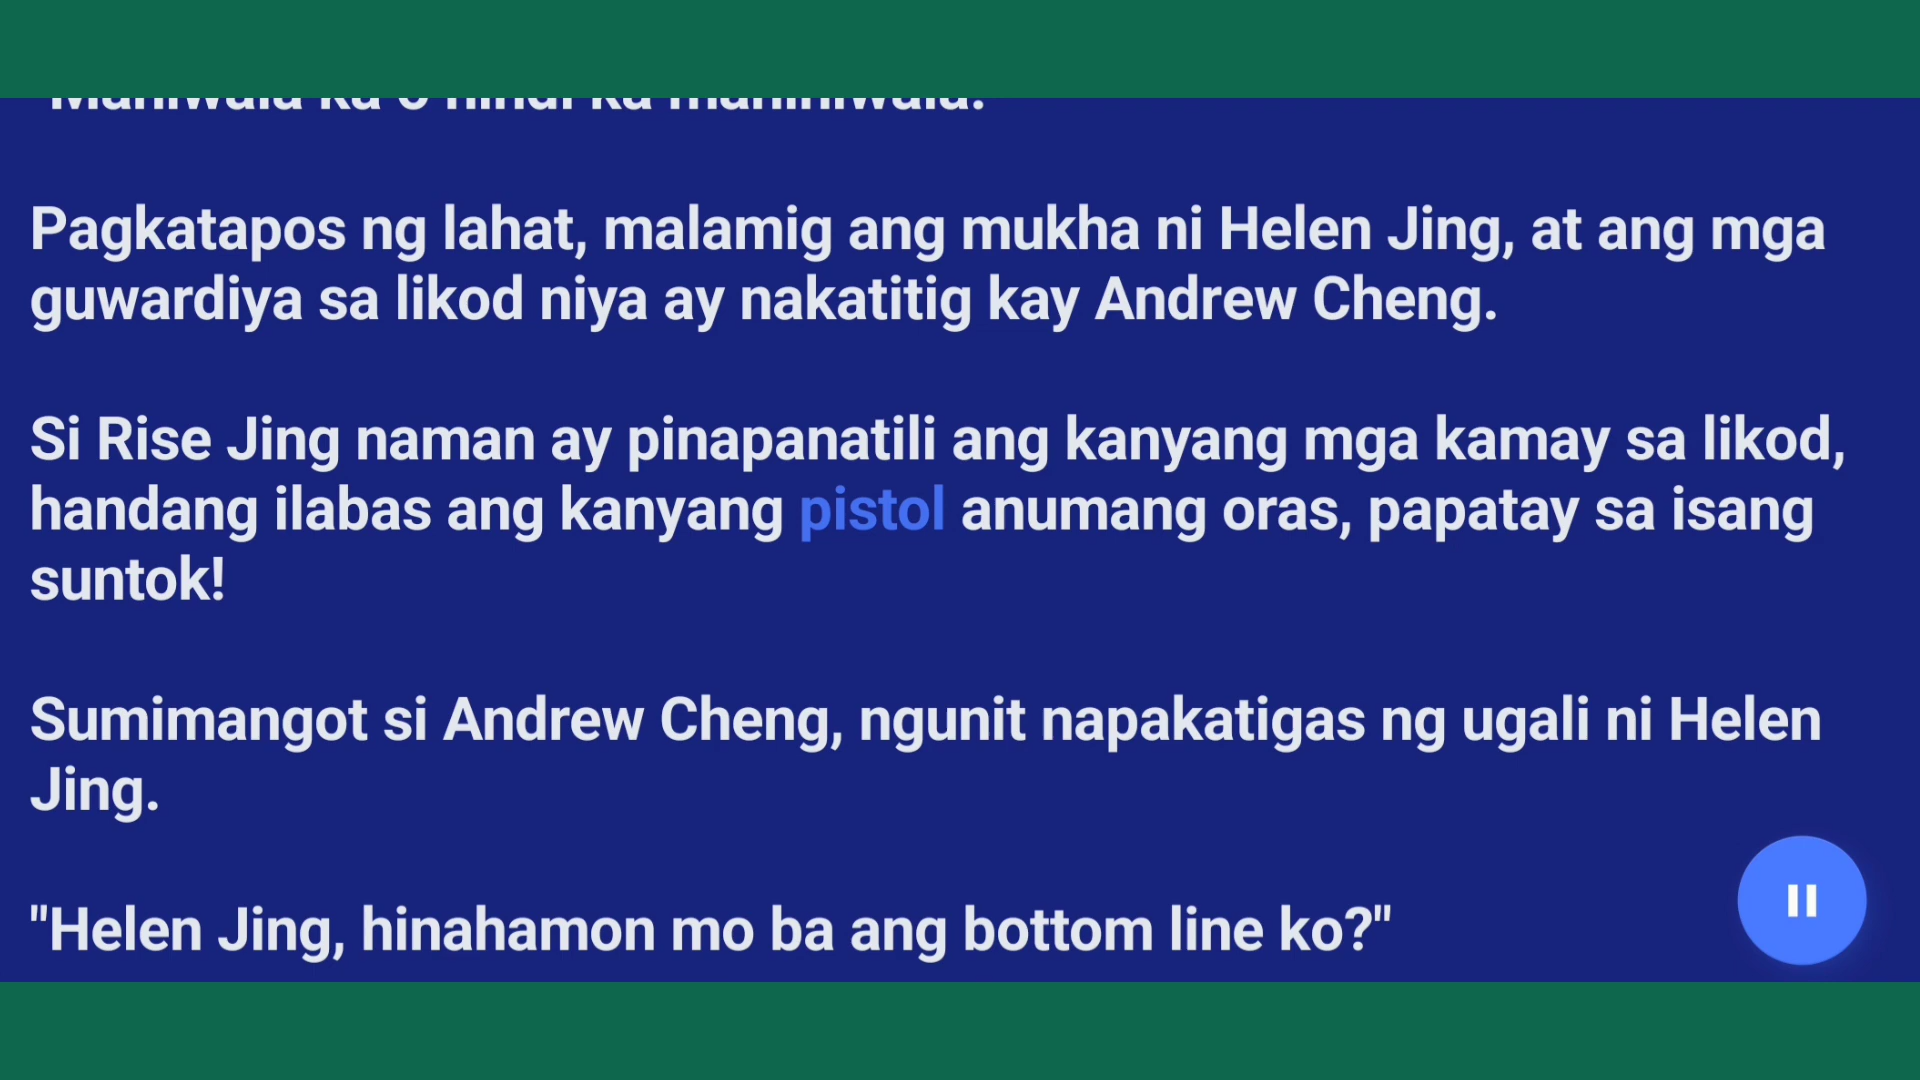 Pagkatapos ng lahat, malamig ang mukha ni Helen Jing, at ang mga
guwardiya sa likod niya ay nakatitig kay Andrew Cheng.
Si Rise Jing naman ay pinapanatili ang kanyang mga kamay sa likod,
handang ilabas ang kanyang pistol anumang oras, papatay sa isang
suntok!
Sumimangot si Andrew Cheng, ngunit napakatigas ng ugali ni Helen
Jing.
"Helen Jing, hinahamon mo ba ang bottom line ko?"